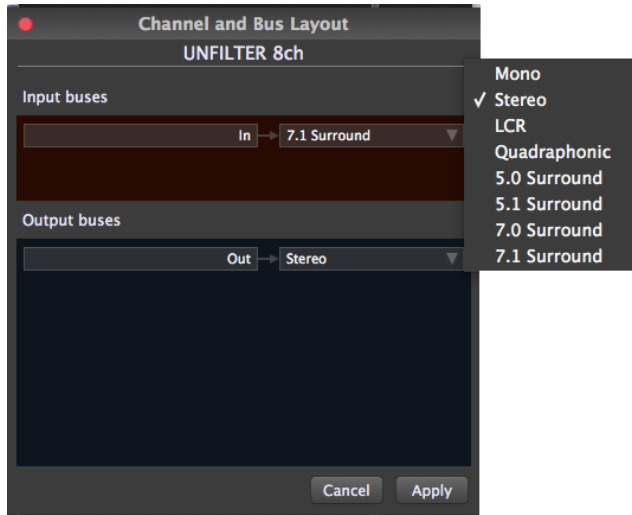 Channel and Bus Layout
UNFILTER 8ch
Input buses
In 7.1 Surround
Output buses
Out Stereo
Cancel Apply
Mono
✓ Stereo
LCR
Quadraphonic
5.0 Surround
5.1 Surround
7.0 Surround
7.1 Surround